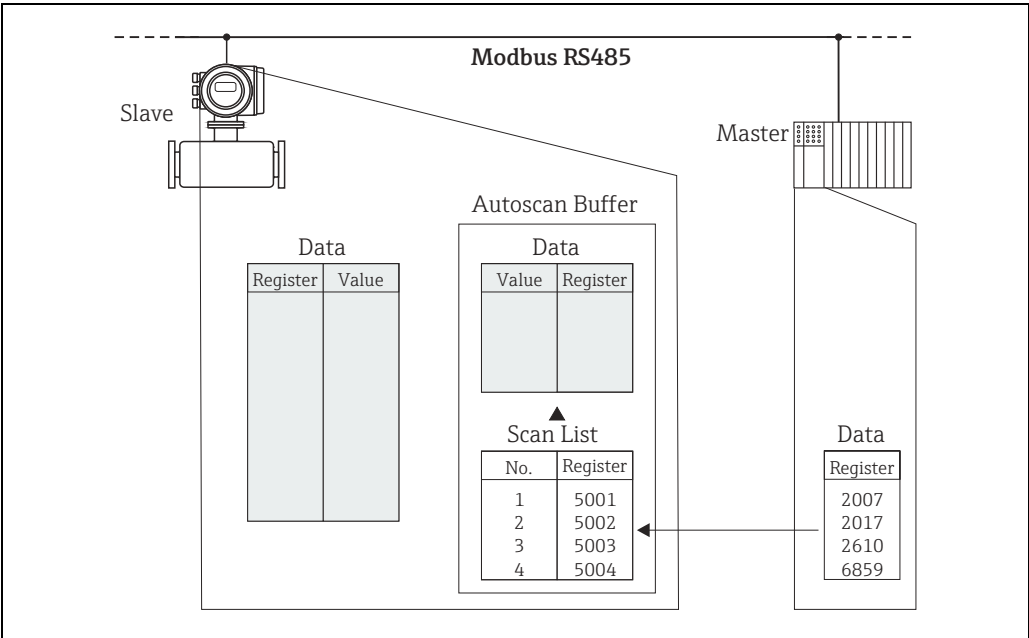 Modbus RS485
Slave
Master
Autoscan Buffer
Data
Data
Register Value
Value Register
Scan List
Data
No. Register
Register
1 5001
2007
2 5002
2017
3 5003
2610
4 5004
6859